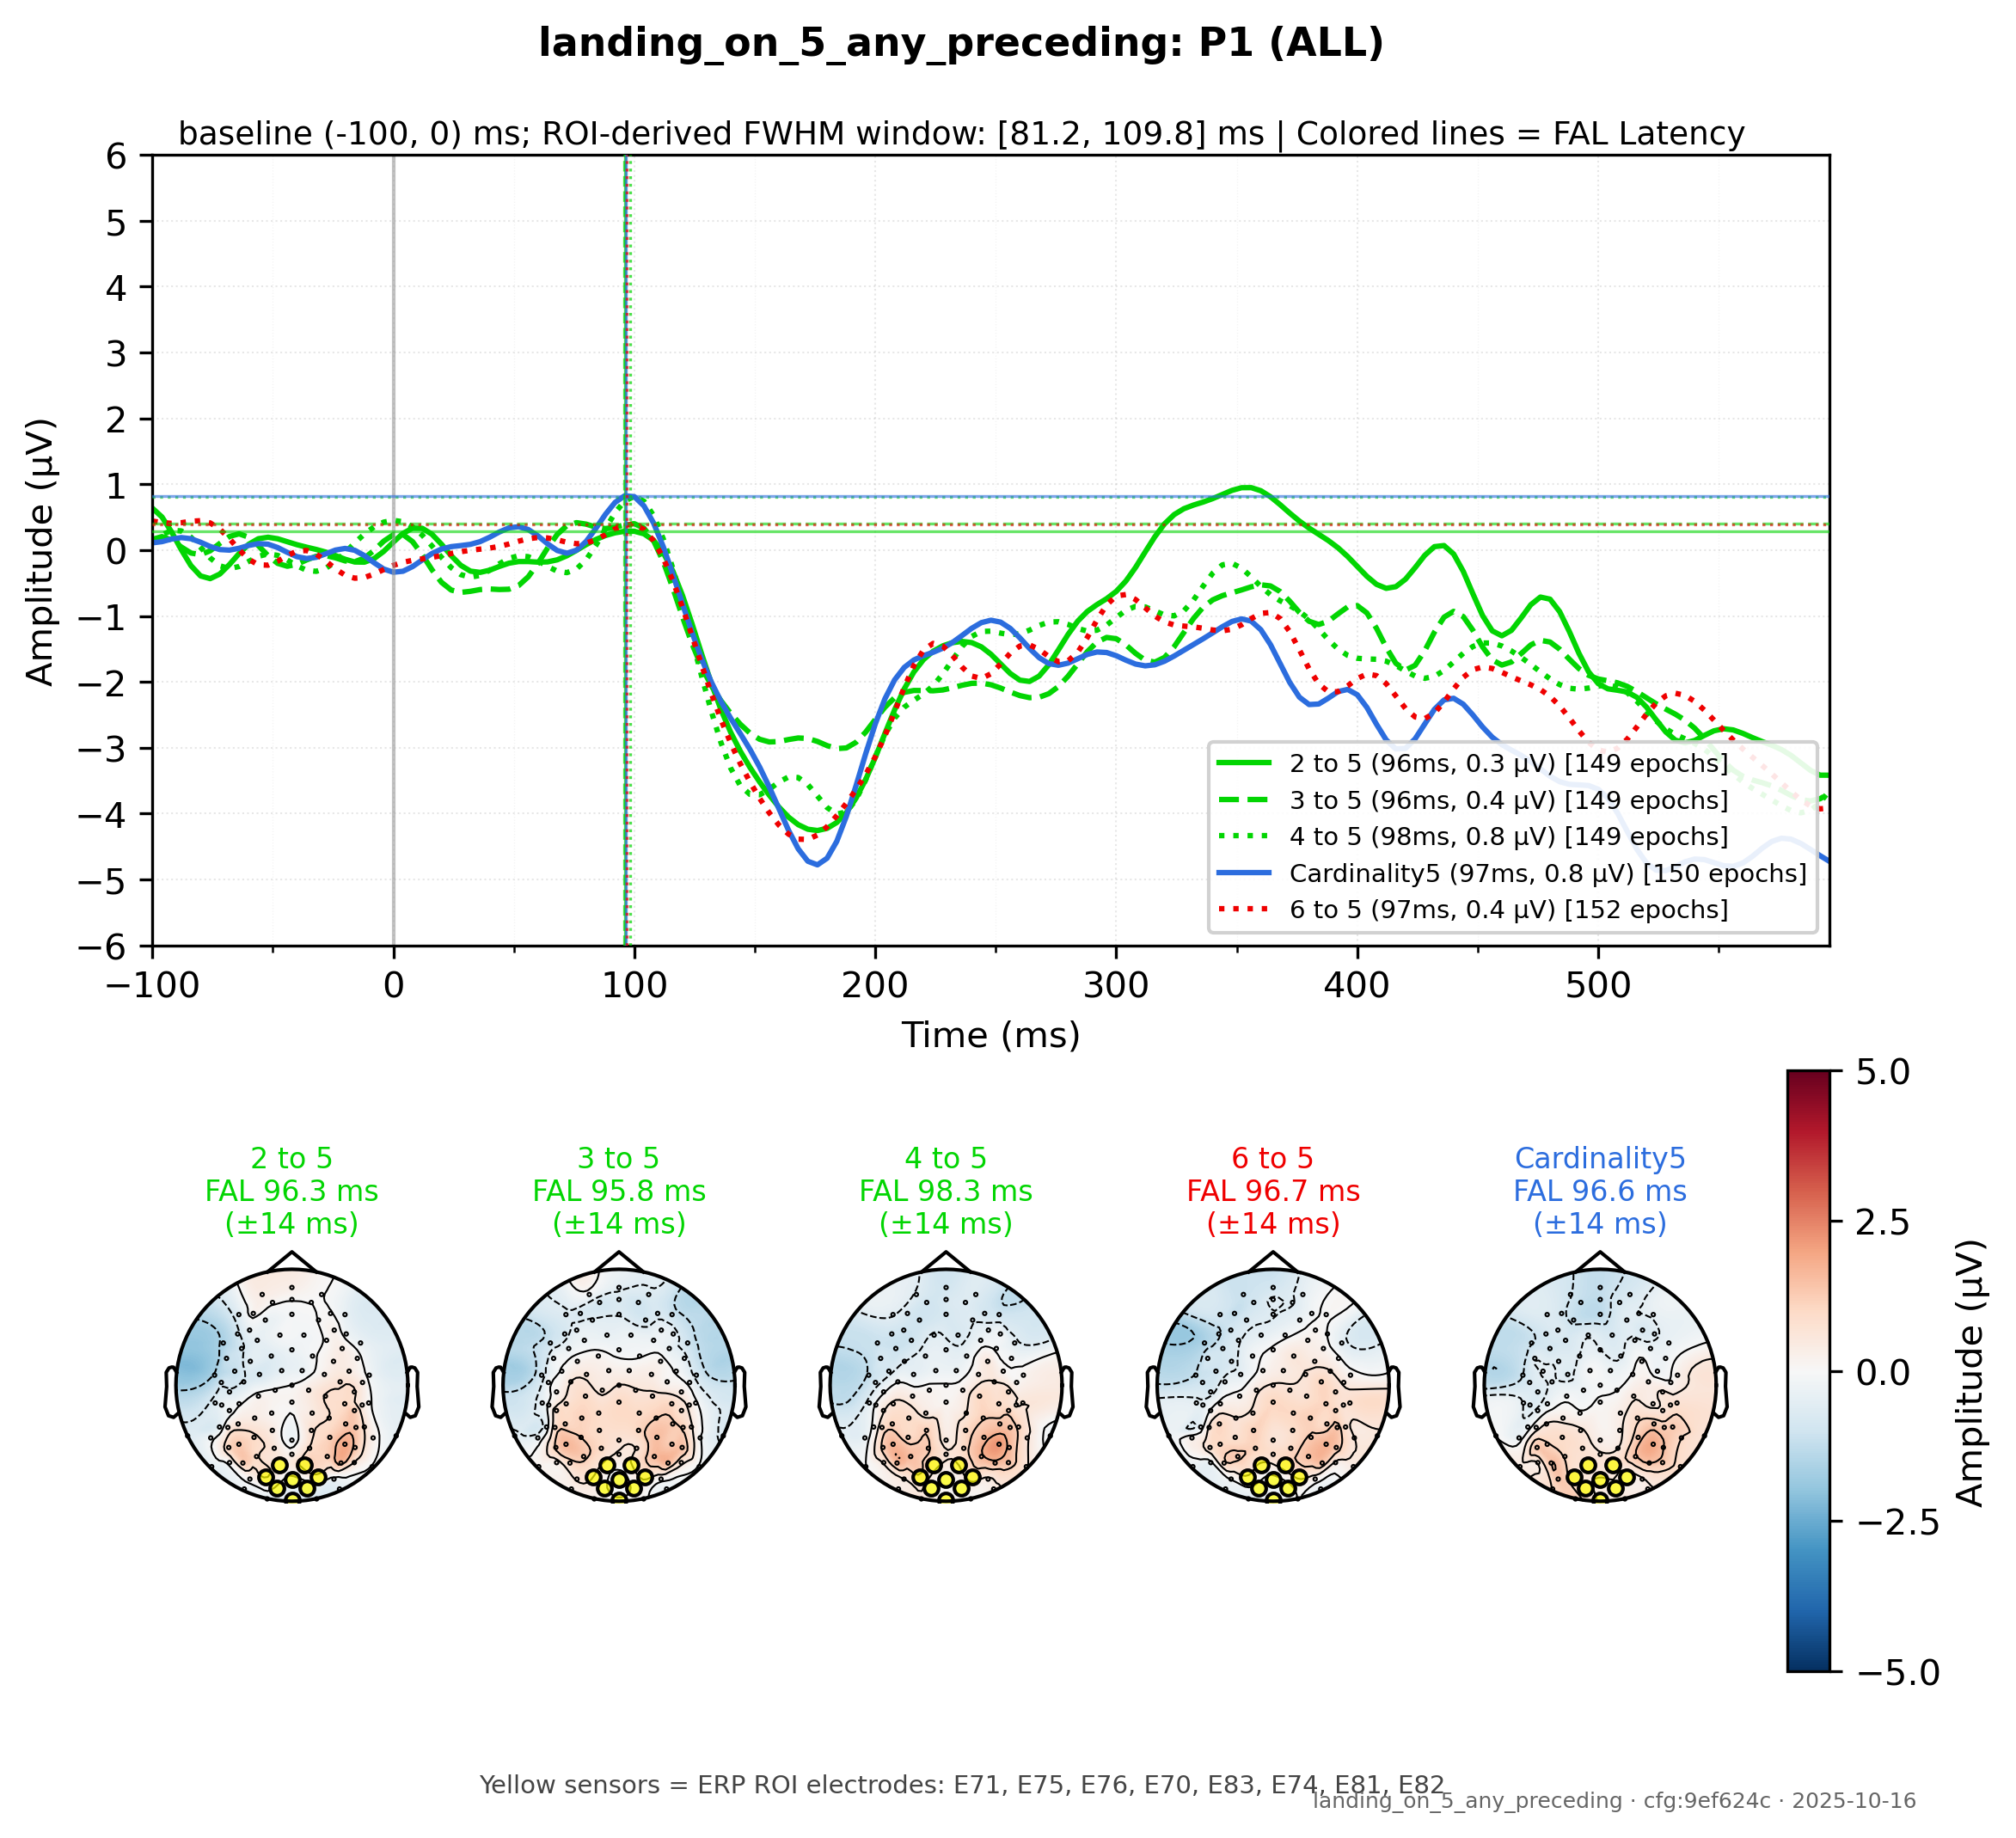 landing_on_5_any_preceding: P1 (ALL)
baseline (-100, 0) ms; ROI-derived FWHM window: [81.2, 109.8] ms | Colored lines = FAL Latency
6
5
4
3
2
1
0
−1
−2
−3
−4
−5
−6
Amplitude (µV)
2 to 5 (96ms, 0.3 µV) [149 epochs]
3 to 5 (96ms, 0.4 µV) [149 epochs]
4 to 5 (98ms, 0.8 µV) [149 epochs]
Cardinality5 (97ms, 0.8 µV) [150 epochs]
6 to 5 (97ms, 0.4 µV) [152 epochs]
−100 0 100 200 300 400 500
Time (ms)
2 to 5
FAL 96.3 ms
(±14 ms)
3 to 5
FAL 95.8 ms
(±14 ms)
4 to 5
FAL 98.3 ms
(±14 ms)
6 to 5
FAL 96.7 ms
(±14 ms)
Cardinality5
FAL 96.6 ms
(±14 ms)
5.0
2.5
0.0
−2.5
−5.0
Amplitude (µV)
Yellow sensors = ERP ROI electrodes: E71, E75, E76, E70, E83, E74, E81, E82
landing_on_5_any_preceding · cfg:9ef624c · 2025-10-16